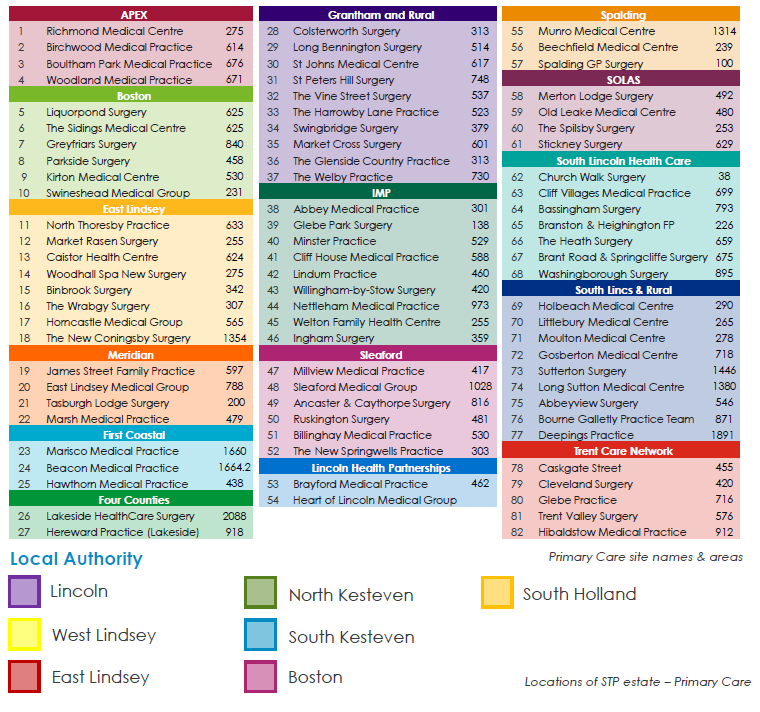 APEX
1 Richmond Medical Centre 275
2 Birchwood Medical Practice 614
3 Boultham Park Medical Practice 676
4 Woodland Medical Practice 671
Boston
5 Liquorpond Surgery 625
6 The Sidings Medical Centre 625
7 Greyfriars Surgery 840
8 Parkside Surgery 458
9 Kirton Medical Centre 530
10 Swineshead Medical Group 231
East Lindsey
11 North Thoresby Practice 633
12 Market Rasen Surgery 255
13 Caistor Health Centre 624
14 Woodhall Spa New Surgery 275
15 Binbrook Surgery 342
16 The Wrabgy Surgery 307
17 Horncastle Medical Group 565
18 The New Coningsby Surgery 1354
Meridian
19 James Street Family Practice 597
20 East Lindsey Medical Group 788
21 Tasburgh Lodge Surgery 200
22 Marsh Medical Practice 479
First Coastal
23 Marisco Medical Practice 1660
24 Beacon Medical Practice 1664.2
25 Hawthorn Medical Practice 438
Four Counties
26 Lakeside HealthCare Surgery 2088
27 Hereward Practice (Lakeside) 918
Grantham and Rural
28 Colsterworth Surgery 313
29 Long Bennington Surgery 514
30 St Johns Medical Centre 617
31 St Peters Hill Surgery 748
32 The Vine Street Surgery 537
33 The Harrowby Lane Practice 523
34 Swingbridge Surgery 379
35 Market Cross Surgery 601
36 The Glenside Country Practice 313
37 The Welby Practice 730
IMP
38 Abbey Medical Practice 301
39 Glebe Park Surgery 138
40 Minster Practice 529
41 Cliff House Medical Practice 588
42 Lindum Practice 460
43 Willingham-by-Stow Surgery 430
44 Nettleham Medical Practice 973
45 Welton Family Health Centre 255
46 Ingham Surgery 359
Sleaford
47 Millview Medical Practice 417
48 Sleaford Medical Group 1028
49 Ancaster & Caythorpe Surgery 816
50 Ruskington Surgery 481
51 Billinghay Medical Practice 530
52 The New Springwells Practice 303
Lincoln Health Partnerships
53 Brayford Medical Practice 462
54 Heart of Lincoln Medical Group
Spalding
55 Munro Medical Centre 1314
56 Beechfield Medical Centre 239
57 Spalding GP Surgery 100
SOLAS
58 Merton Lodge Surgery 492
59 Old Leake Medical Centre 480
60 The Spilsby Surgery 253
61 Stickney Surgery 629
South Lincoln Health Care
62 Church Walk Surgery 38
63 Cliff Villages Medical Practice 699
64 Bassingham Surgery 793
65 Branston & Heighington FP 226
66 The Heath Surgery 659
67 Brant Road & Springcliffe Surgery 675
68 Washingborough Surgery 895
South Lincs & Rural
69 Holbeach Medical Centre 290
70 Littlebury Medical Centre 265
71 Moulton Medical Centre 278
72 Gosberton Medical Centre 718
73 Sutterton Surgery 1446
74 Long Sutton Medical Centre 1380
75 Abbeyview Surgery 546
76 Bourne Galletly Practice Team 871
77 Deepings Practice 1891
Trent Care Network
78 Caskgate Street 455
79 Cleveland Surgery 420
80 Glebe Practice 716
81 Trent Valley Surgery 576
82 Hibaldstow Medical Practice 912
Local Authority
Primary Care site names & areas
Lincoln
North Kesteven
South Holland
West Lindsey
South Kesteven
East Lindsey
Boston
Locations of STP estate – Primary Care